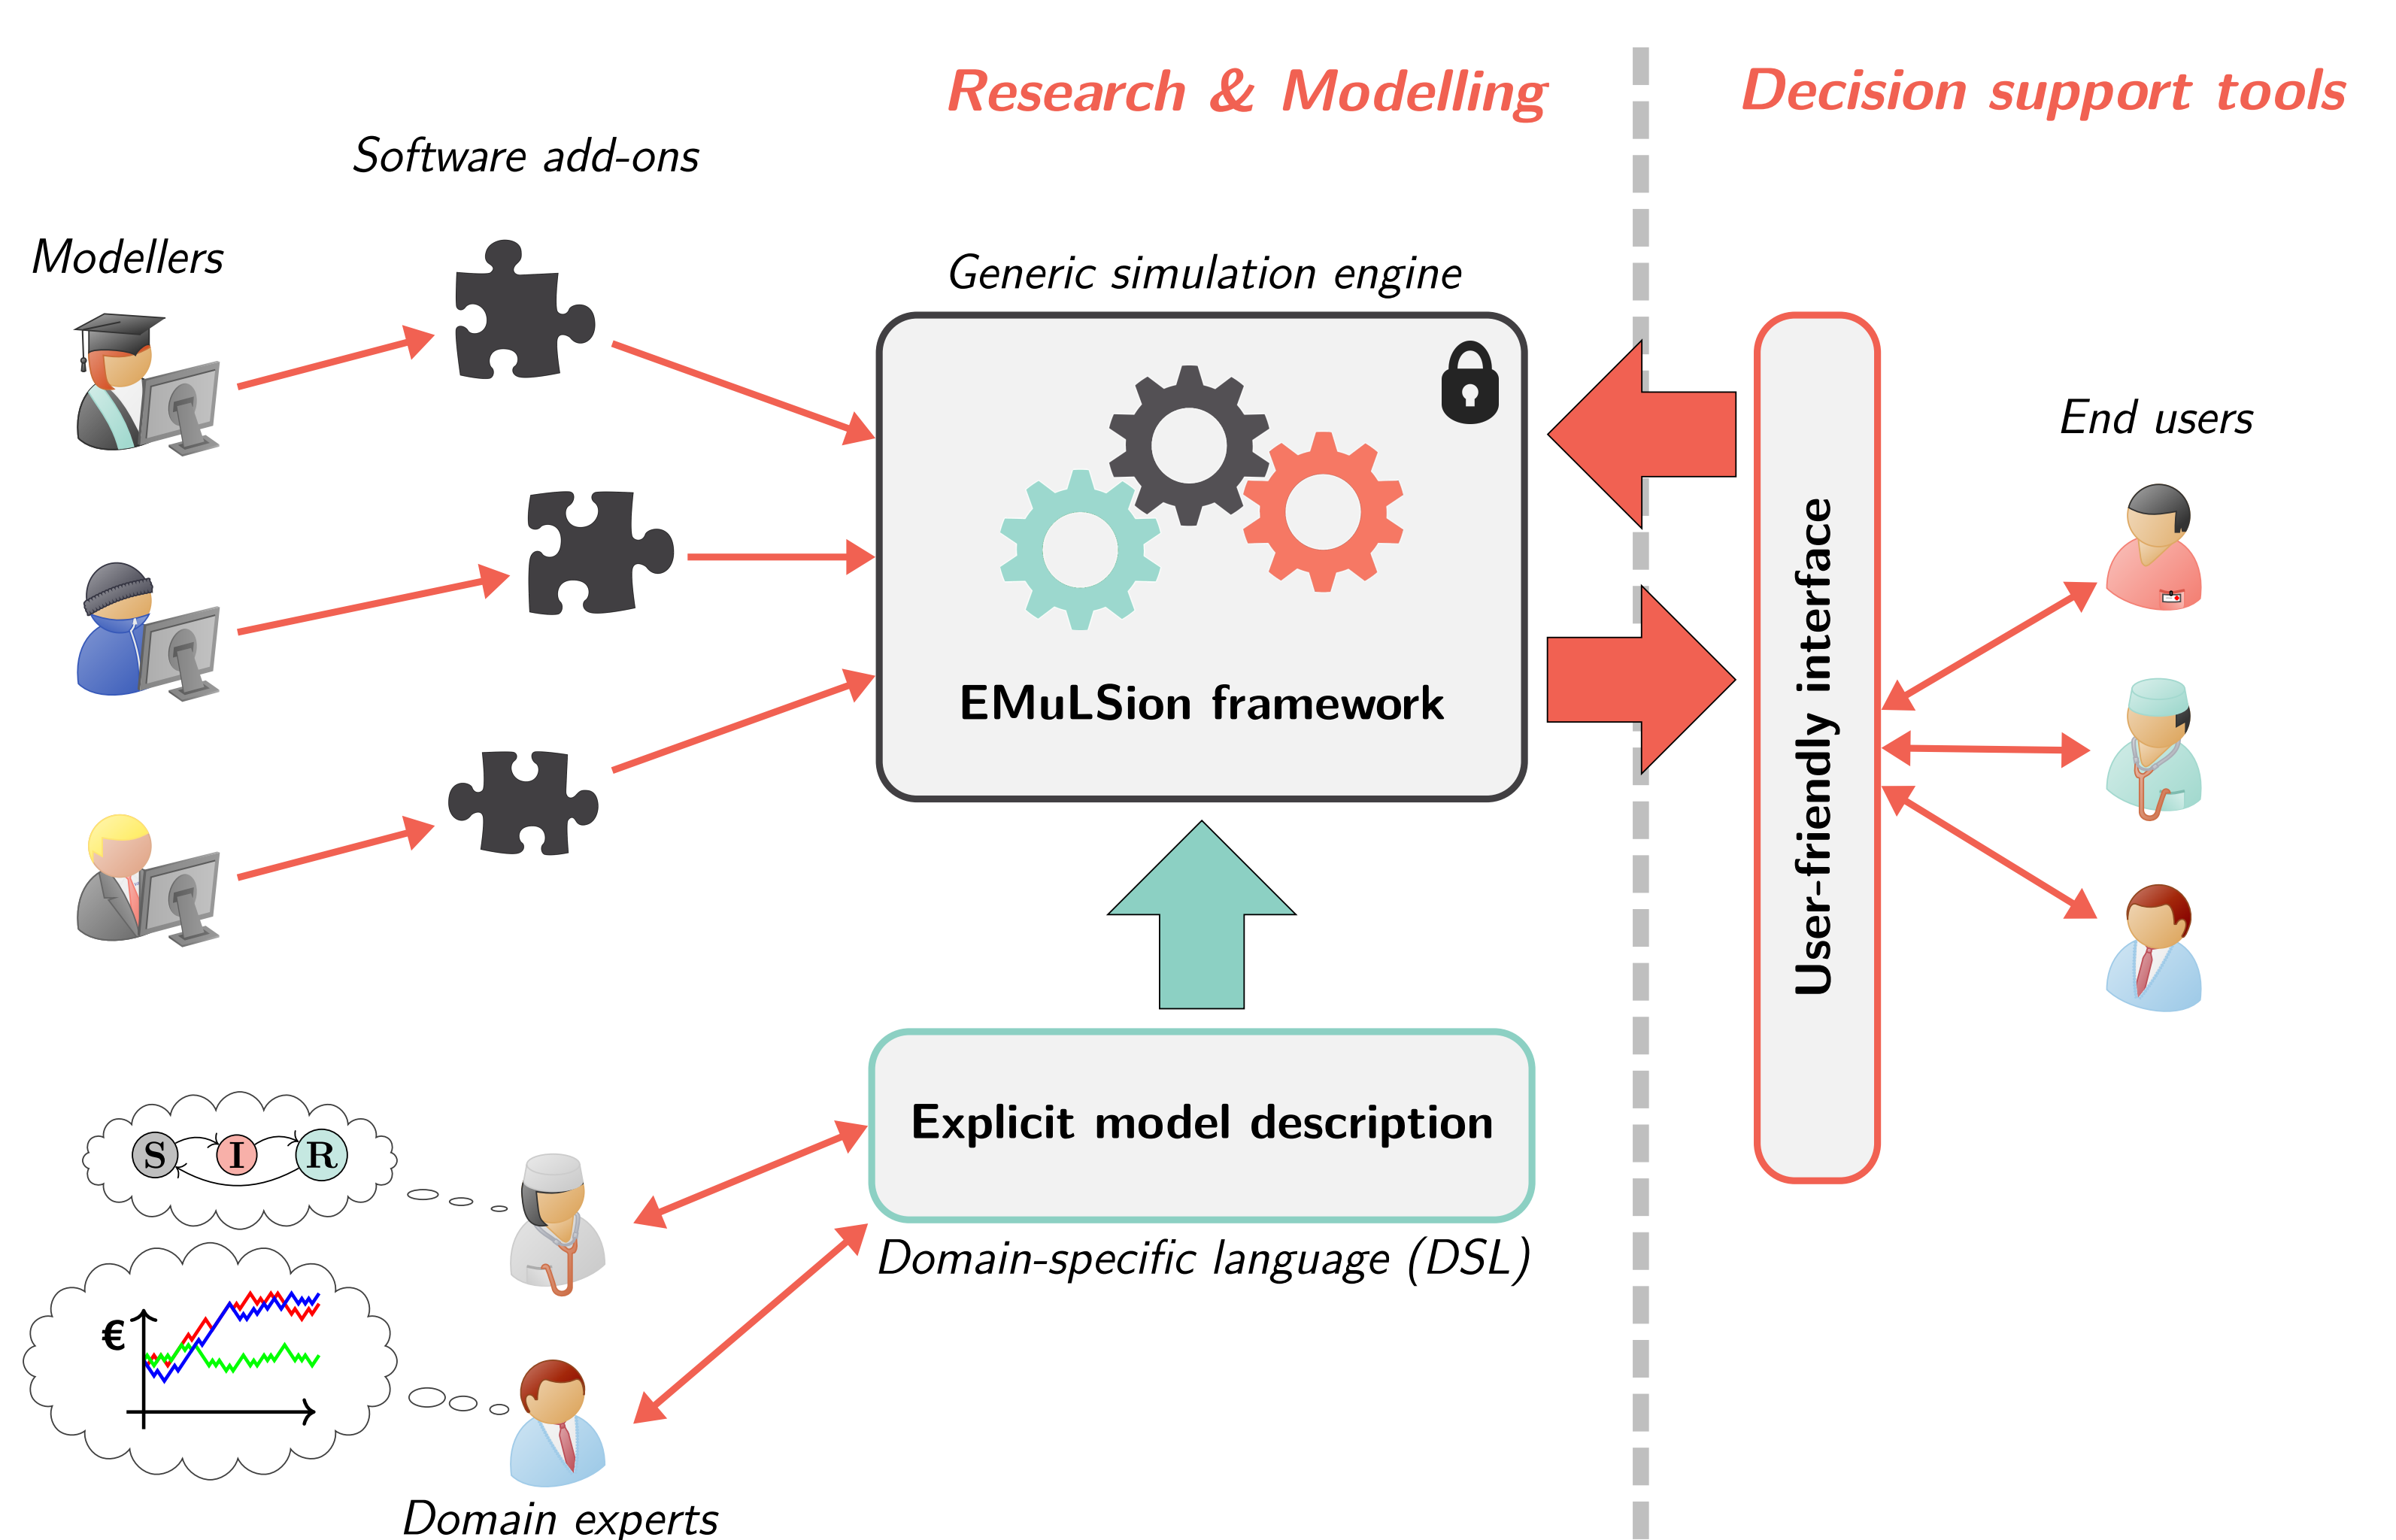 Research & Modelling
Decision support tools
Software add-ons
Modellers
Generic simulation engine
EMuLSion framework
User-friendly interface
End users
Explicit model description
Domain-specific language (DSL)
S I R
€
Domain experts